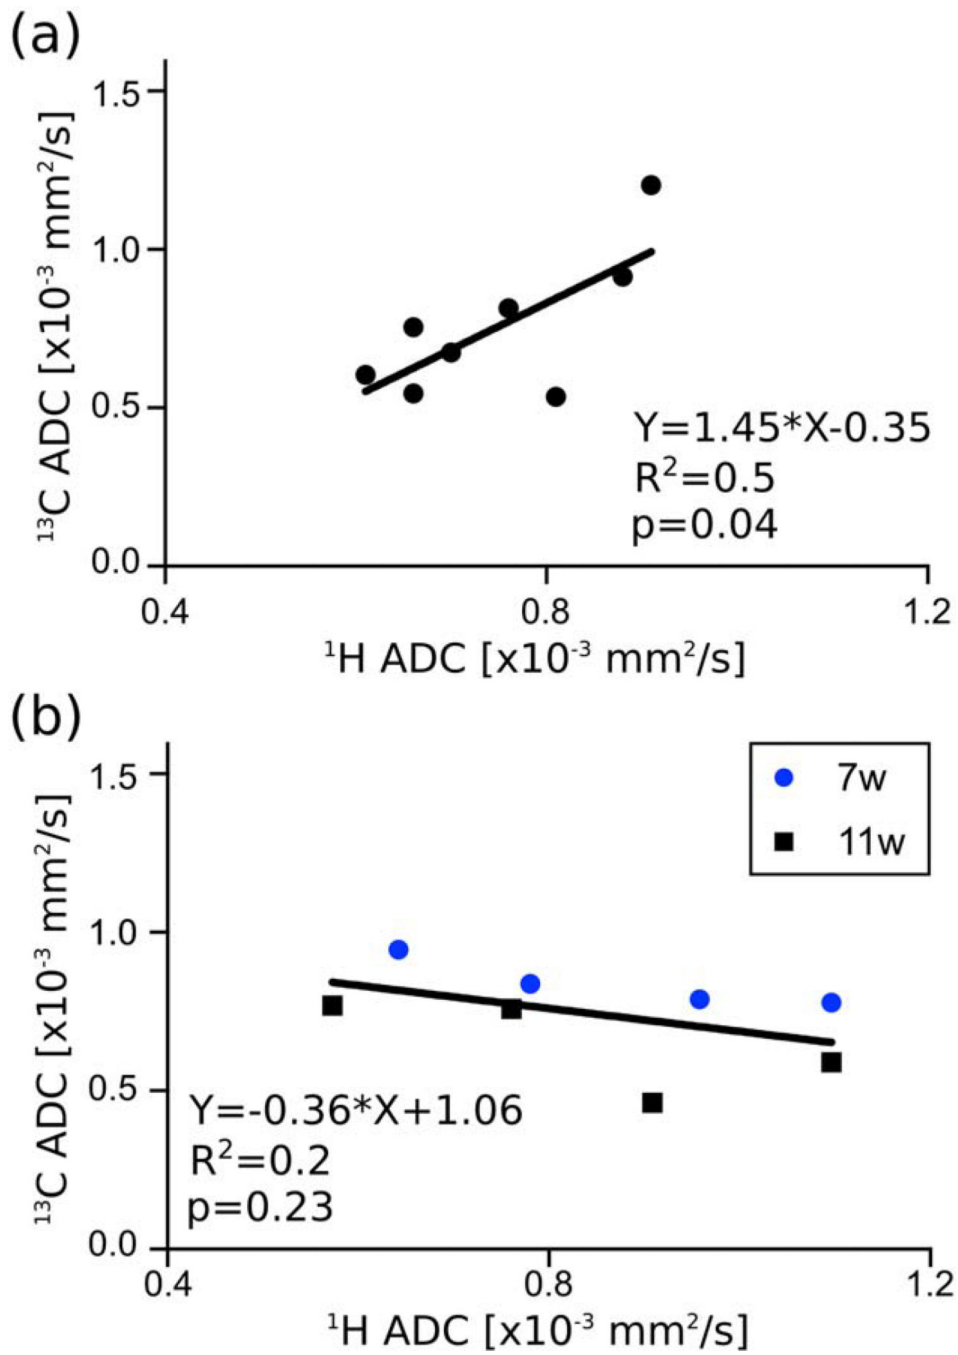 (a)
1.5
1.0
0.5
0.0
¹³C ADC [x10⁻³ mm²/s]
Y=1.45*X-0.35
R²=0.5
p=0.04
0.4 0.8 1.2
¹H ADC [x10⁻³ mm²/s]
(b)
7w
11w
1.5
1.0
0.5
0.0
¹³C ADC [x10⁻³ mm²/s]
Y=-0.36*X+1.06
R²=0.2
p=0.23
0.4 0.8 1.2
¹H ADC [x10⁻³ mm²/s]